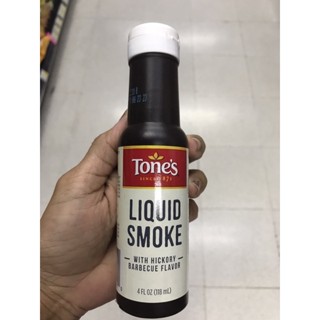 Tone's
LIQUID
SMOKE
WITH HICKORY
BARBECUE FLAVOR
4 FL OZ (118 mL)